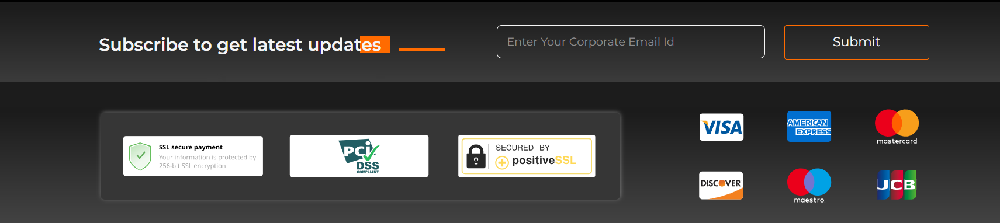 Subscribe to get latest updates
Enter Your Corporate Email Id
Submit
SSL secure payment
Your information is protected by
256-bit SSL encryption
PCi
DSS
COMPLIANT
SECURED BY
positiveSSL
VISA
AMERICAN
EXPRESS
mastercard
DISCOVER
maestro
JCB